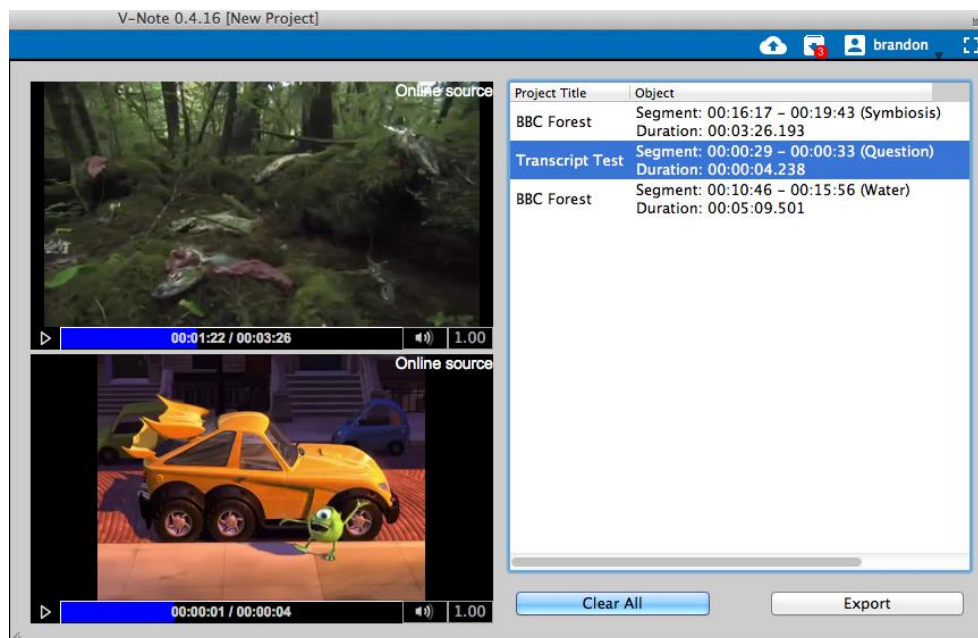 V-Note 0.4.16 [New Project]
3
brandon
Online source
00:01:22 / 00:03:26
1.00
Online source
00:00:01 / 00:00:04
1.00
Project Title Object
BBC Forest
Segment: 00:16:17 - 00:19:43 (Symbiosis)
Duration: 00:03:26.193
Transcript Test
Segment: 00:00:29 - 00:00:33 (Question)
Duration: 00:00:04.238
BBC Forest
Segment: 00:10:46 - 00:15:56 (Water)
Duration: 00:05:09.501
Clear All
Export